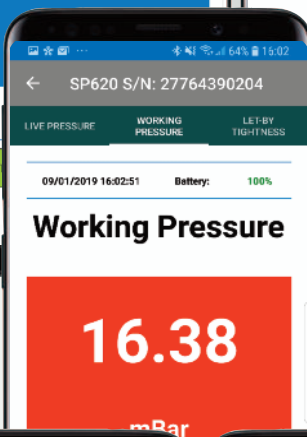 64% 16:02
SP620 S/N: 27764390204
LIVE PRESSURE WORKING PRESSURE LET-BY TIGHTNESS
09/01/2019 16:02:51 Battery: 100%
Working Pressure
16.38
mBar